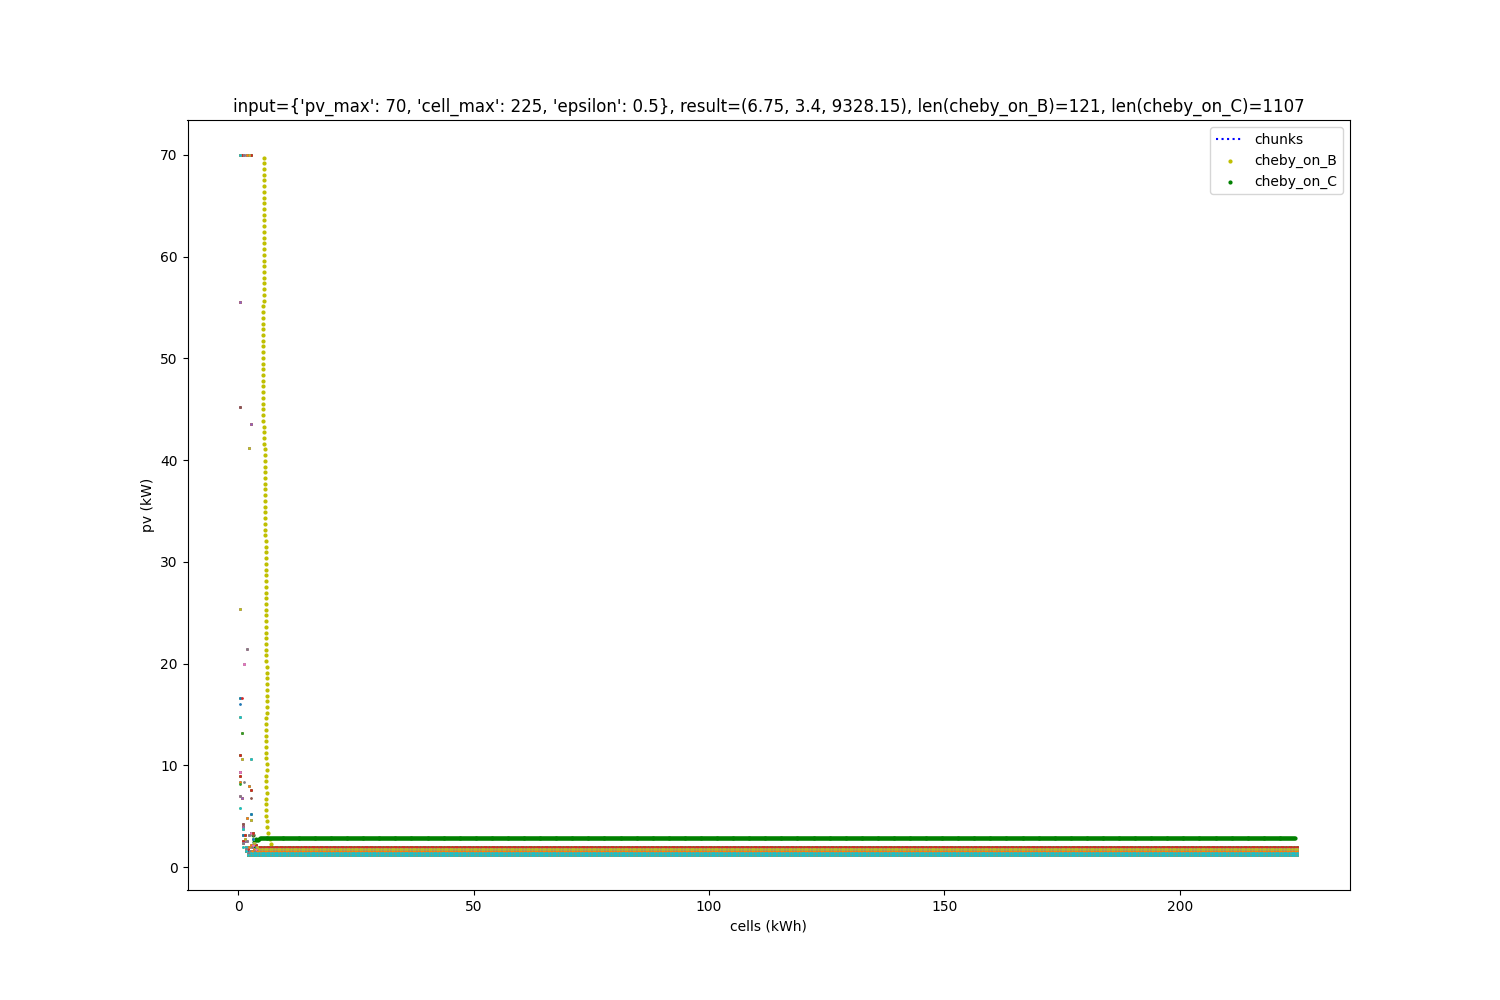 input={'pv_max': 70, 'cell_max': 225, 'epsilon': 0.5}, result=(6.75, 3.4, 9328.15), len(cheby_on_B)=121, len(cheby_on_C)=1107
chunks
cheby_on_B
cheby_on_C
70
60
50
40
30
20
10
0
pv (kW)
0 50 100 150 200
cells (kWh)